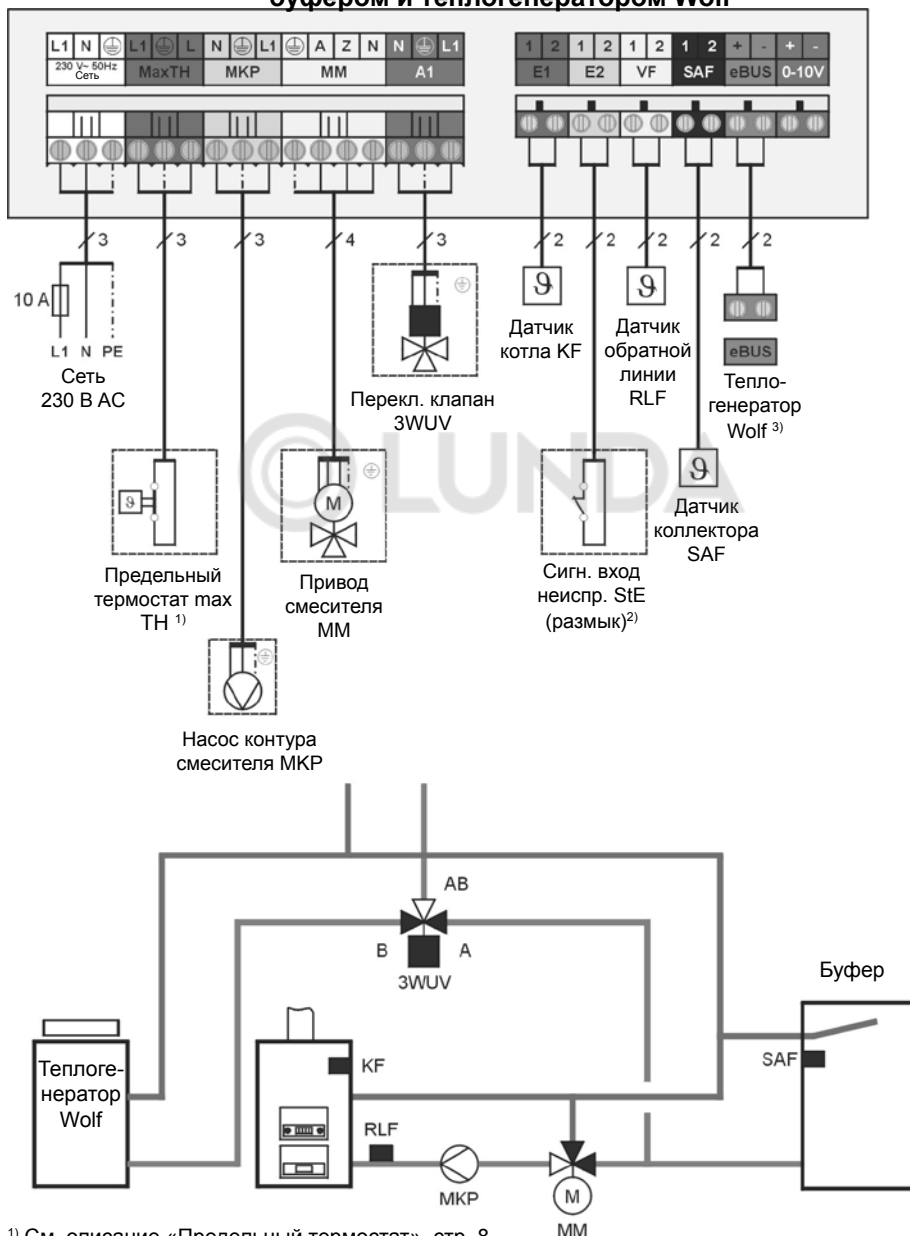 буфером и теплогенератором Wolf
L1 N L1 L N L1 A Z N N L1
230 V~ 50Hz
Сеть
MaxTH MKP MM A1
1 2 1 2 1 2 1 2 + - + -
E1 E2 VF SAF eBUS 0-10V
3 3 3 4 3 2 2 2 2 2
10 A
L1 N PE
Сеть
230 В АС
Предельный
термостат max
TH 1)
Насос контура
смесителя МКР
M
Привод
смесителя
ММ
Перекл. клапан
3WUV
ϑ
Датчик
котла KF
Сигн. вход
неиспр. StE
(размык)2)
ϑ
Датчик
обратной
линии
RLF
ϑ
Датчик
коллектора
SAF
eBUS
Тепло-
генератор
Wolf 3)
ϑ
© LUNDA
AB
B A
3WUV
Буфер
SAF
Теплоге-
нератор
Wolf
KF
RLF
MKP
M
MM
1) См. описание «Предельный термостат», стр. 8